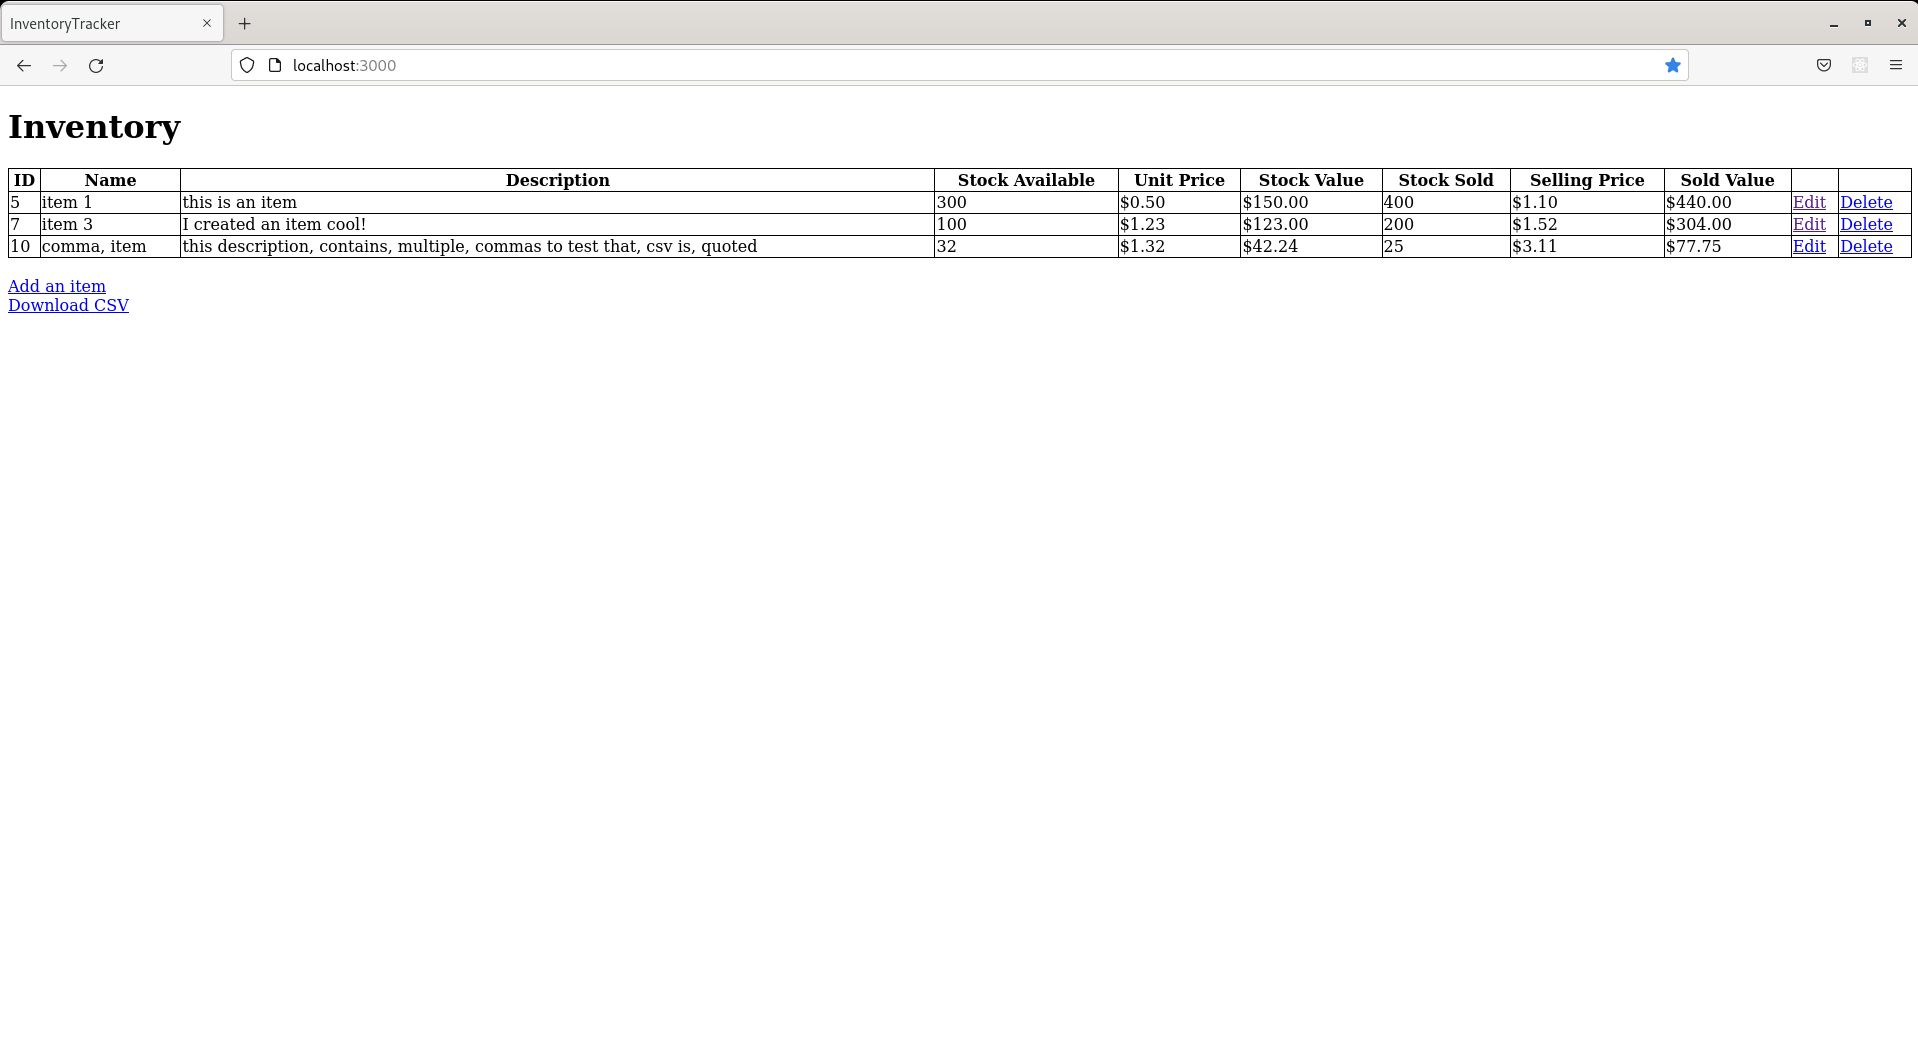 InventoryTracker
localhost:3000
Inventory
ID Name Description Stock Available Unit Price Stock Value Stock Sold Selling Price Sold Value
5 item 1 this is an item 300 $0.50 $150.00 400 $1.10 $440.00 Edit Delete
7 item 3 I created an item cool! 100 $1.23 $123.00 200 $1.52 $304.00 Edit Delete
10 comma, item this description, contains, multiple, commas to test that, csv is, quoted 32 $1.32 $42.24 25 $3.11 $77.75 Edit Delete
Add an item
Download CSV